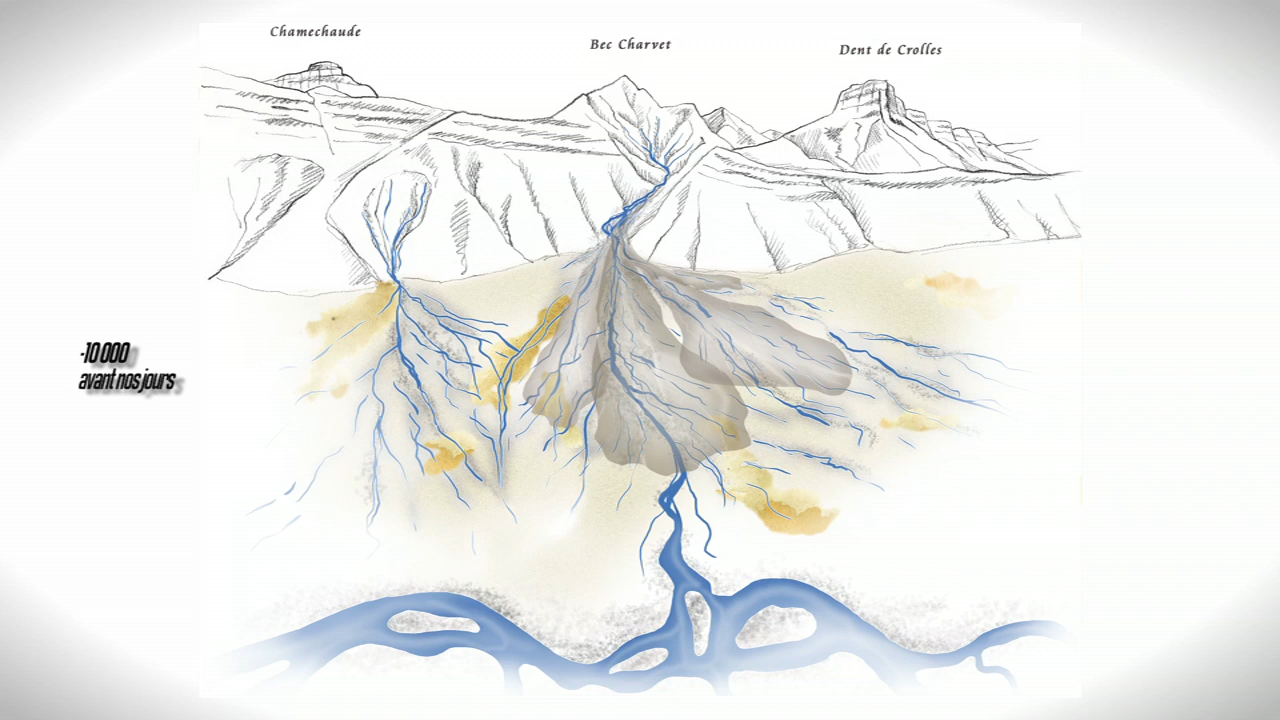 Chamechaude
Bec Charvet
Dent de Crolles
-10 000
avant nos jours